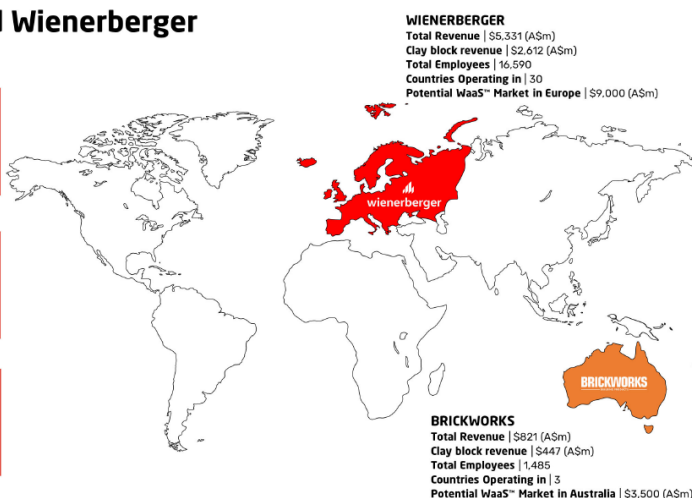 Wienerberger
WIENERBERGER
Total Revenue | $5,331 (A$m)
Clay block revenue | $2,612 (A$m)
Total Employees | 16,590
Countries Operating in | 30
Potential WaaS™ Market in Europe | $9,000 (A$m)
wienerberger
BRICKWORKS
BRICKWORKS
Total Revenue | $821 (A$m)
Clay block revenue | $447 (A$m)
Total Employees | 1,485
Countries Operating in | 3
Potential WaaS™ Market in Australia | $3,500 (A$m)